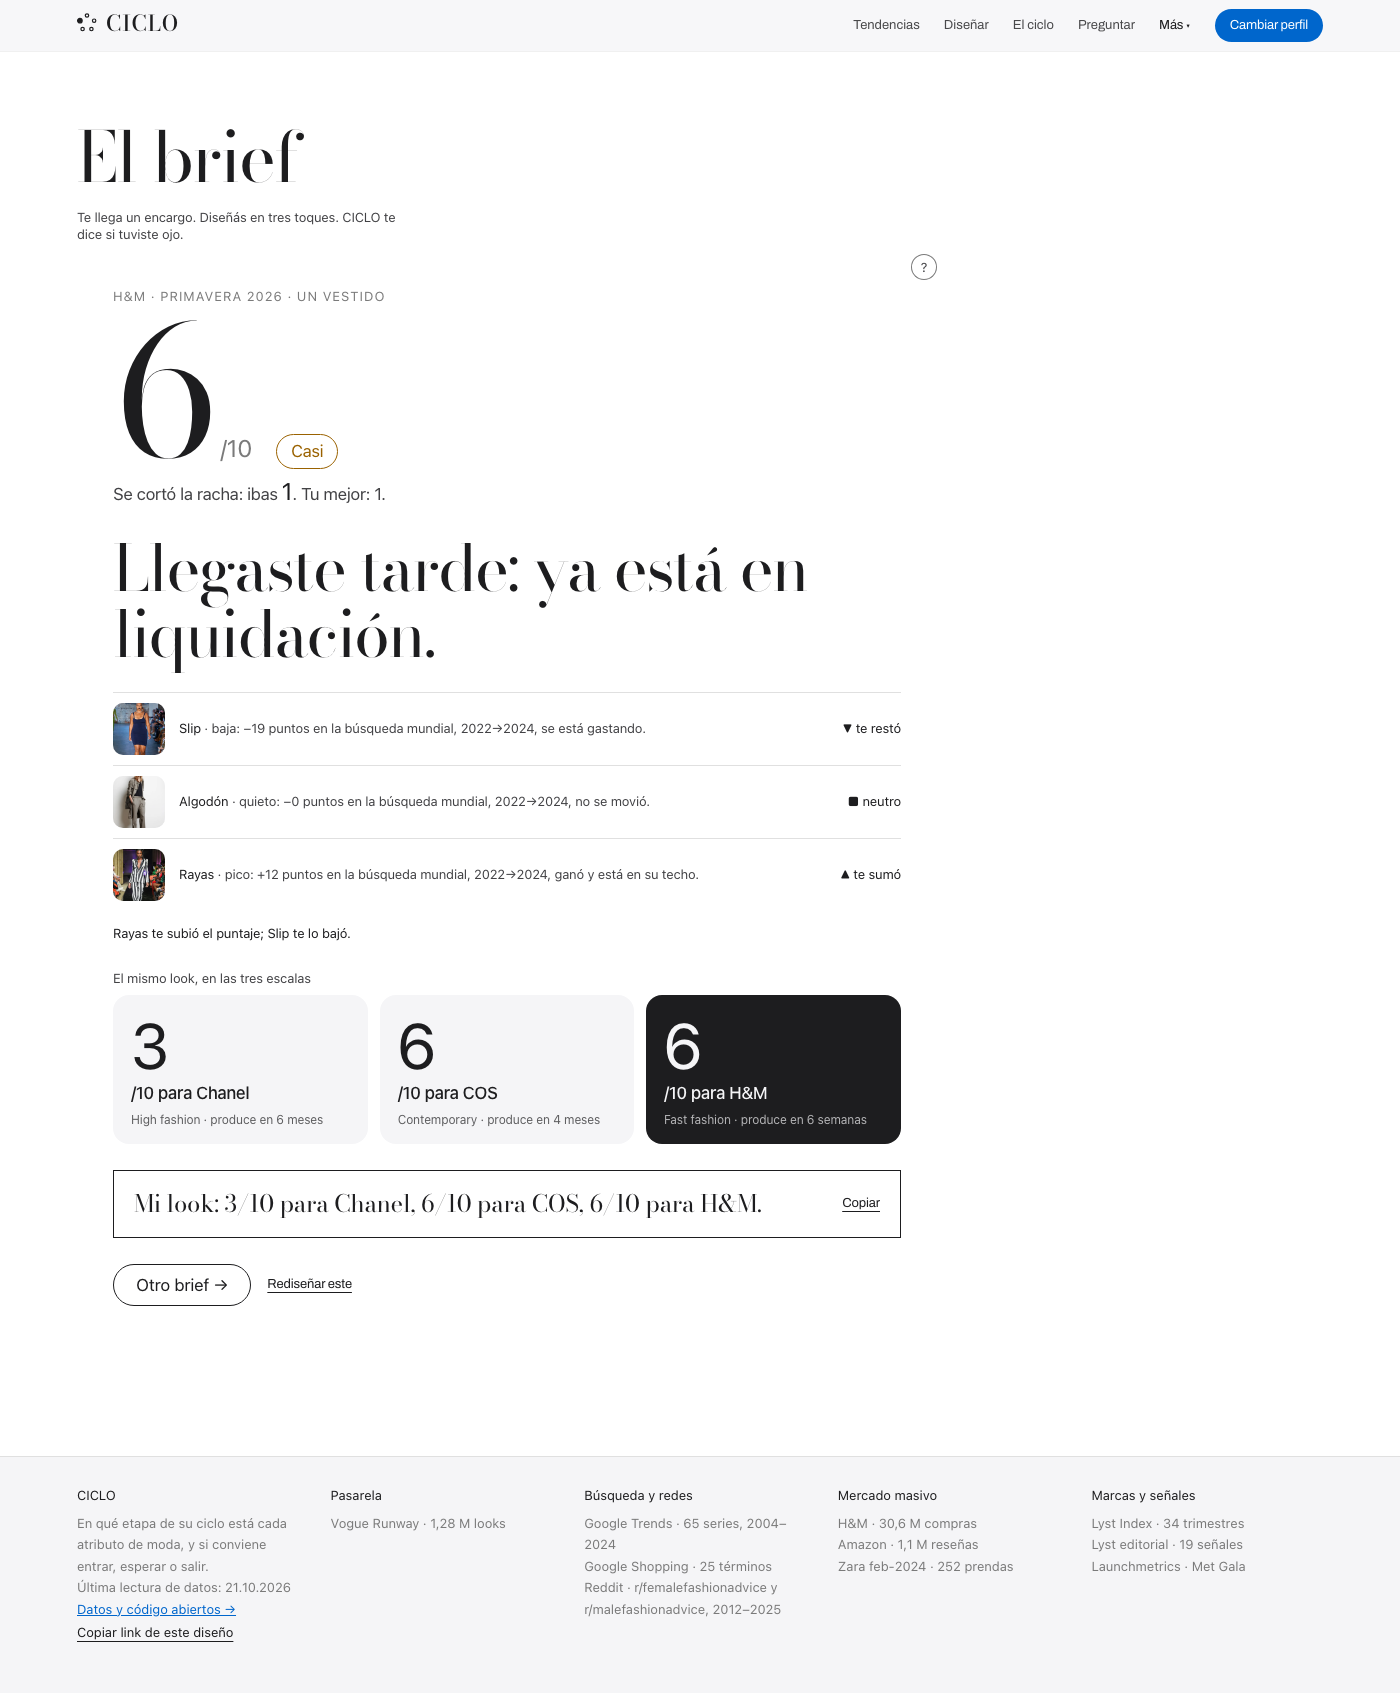 CICLO
Tendencias
Diseñar
El ciclo
Preguntar
Más
Cambiar perfil
El brief
Te llega un encargo. Diseñás en tres toques. CICLO te
dice si tuviste ojo.
?
H&M · PRIMAVERA 2026 · UN VESTIDO
6
/10
Casi
Se cortó la racha: ibas 1. Tu mejor: 1.
Llegaste tarde: ya está en
liquidación.
Slip · baja: −19 puntos en la búsqueda mundial, 2022→2024, se está gastando.
▼ te restó
Algodón · quieto: −0 puntos en la búsqueda mundial, 2022→2024, no se movió.
■ neutro
Rayas · pico: +12 puntos en la búsqueda mundial, 2022→2024, ganó y está en su techo.
▲ te sumó
Rayas te subió el puntaje; Slip te lo bajó.
El mismo look, en las tres escalas
3
/10 para Chanel
High fashion · produce en 6 meses
6
/10 para COS
Contemporary · produce en 4 meses
6
/10 para H&M
Fast fashion · produce en 6 semanas
Mi look: 3/10 para Chanel, 6/10 para COS, 6/10 para H&M.
Copiar
Otro brief →
Rediseñar este
CICLO
En qué etapa de su ciclo está cada
atributo de moda, y si conviene
entrar, esperar o salir.
Última lectura de datos: 21.10.2026
Datos y código abiertos →
Copiar link de este diseño
Pasarela
Vogue Runway · 1,28 M looks
Búsqueda y redes
Google Trends · 65 series, 2004–
2024
Google Shopping · 25 términos
Reddit · r/femalefashionadvice y
r/malefashionadvice, 2012–2025
Mercado masivo
H&M · 30,6 M compras
Amazon · 1,1 M reseñas
Zara feb-2024 · 252 prendas
Marcas y señales
Lyst Index · 34 trimestres
Lyst editorial · 19 señales
Launchmetrics · Met Gala